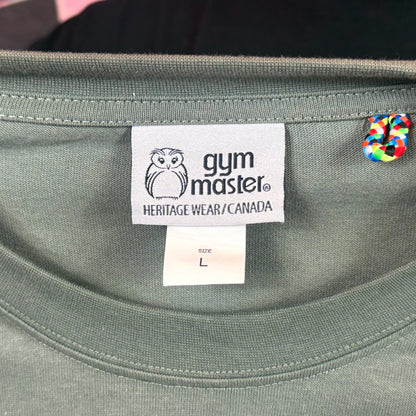 gym
master®
HERITAGE WEAR/CANADA
SIZE
L